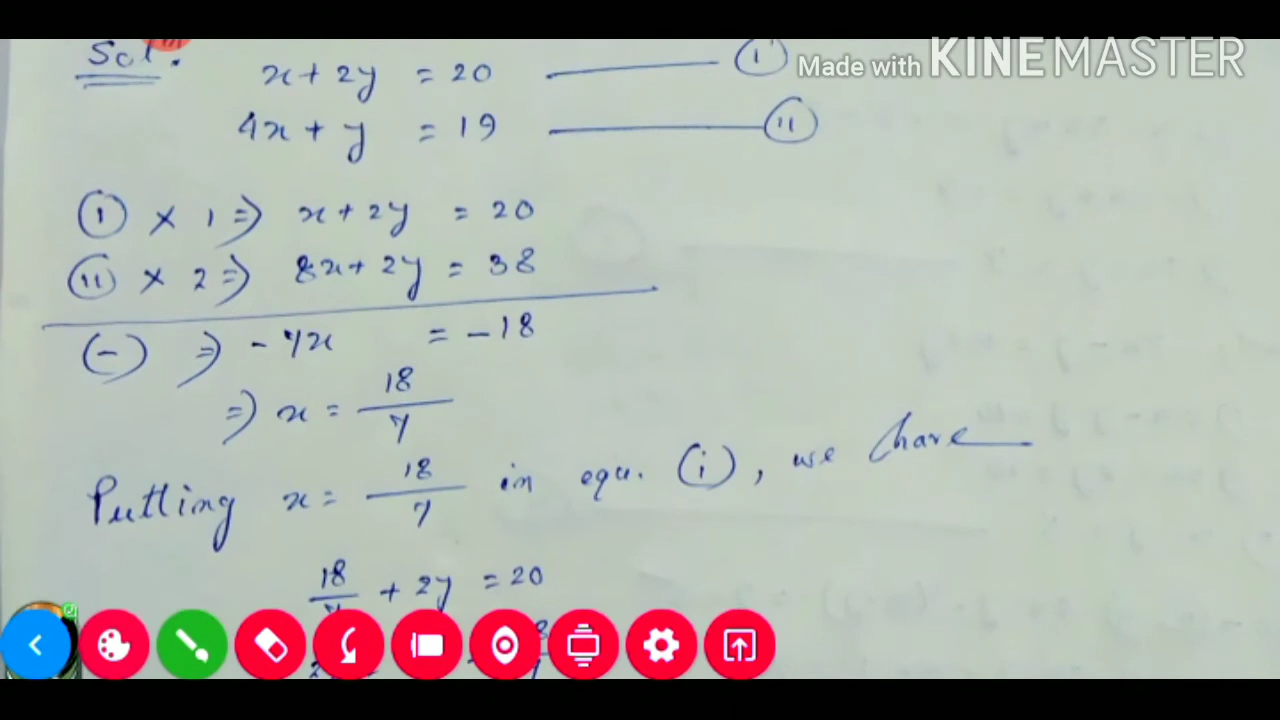 Solⁿ.
Made with KINEMASTER
x + 2y = 20 ——— (i)
4x + y = 19 ——— (ii)
(i) × 1 ⇒ x + 2y = 20
(ii) × 2 ⇒ 8x + 2y = 38
(-) ⇒ -7x = -18
⇒ x = 18/7
Putting x = 18/7 in equ. (i), we have
18/7 + 2y = 20